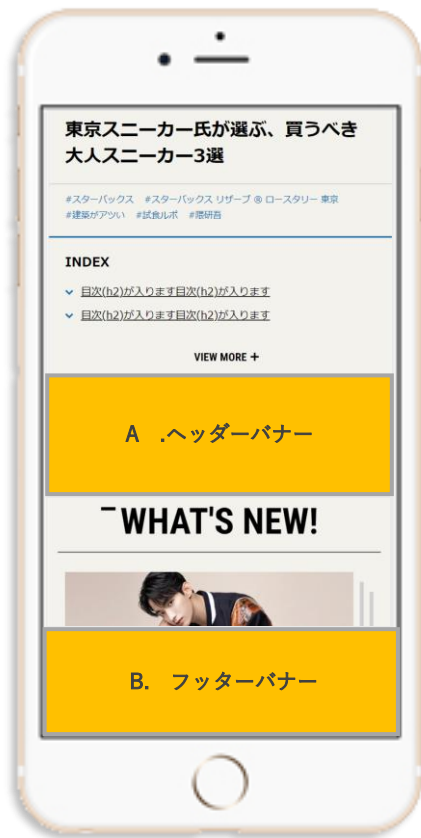 東京スニーカー氏が選ぶ、買うべき
大人スニーカー3選
#スターバックス #スターバックス リザーブ ® ロースタリー 東京
#建築がアツい #試食ルポ #隈研吾
INDEX
目次(h2)が入ります目次(h2)が入ります
目次(h2)が入ります目次(h2)が入ります
VIEW MORE +
A .ヘッダーバナー
WHAT'S NEW!
B. フッターバナー